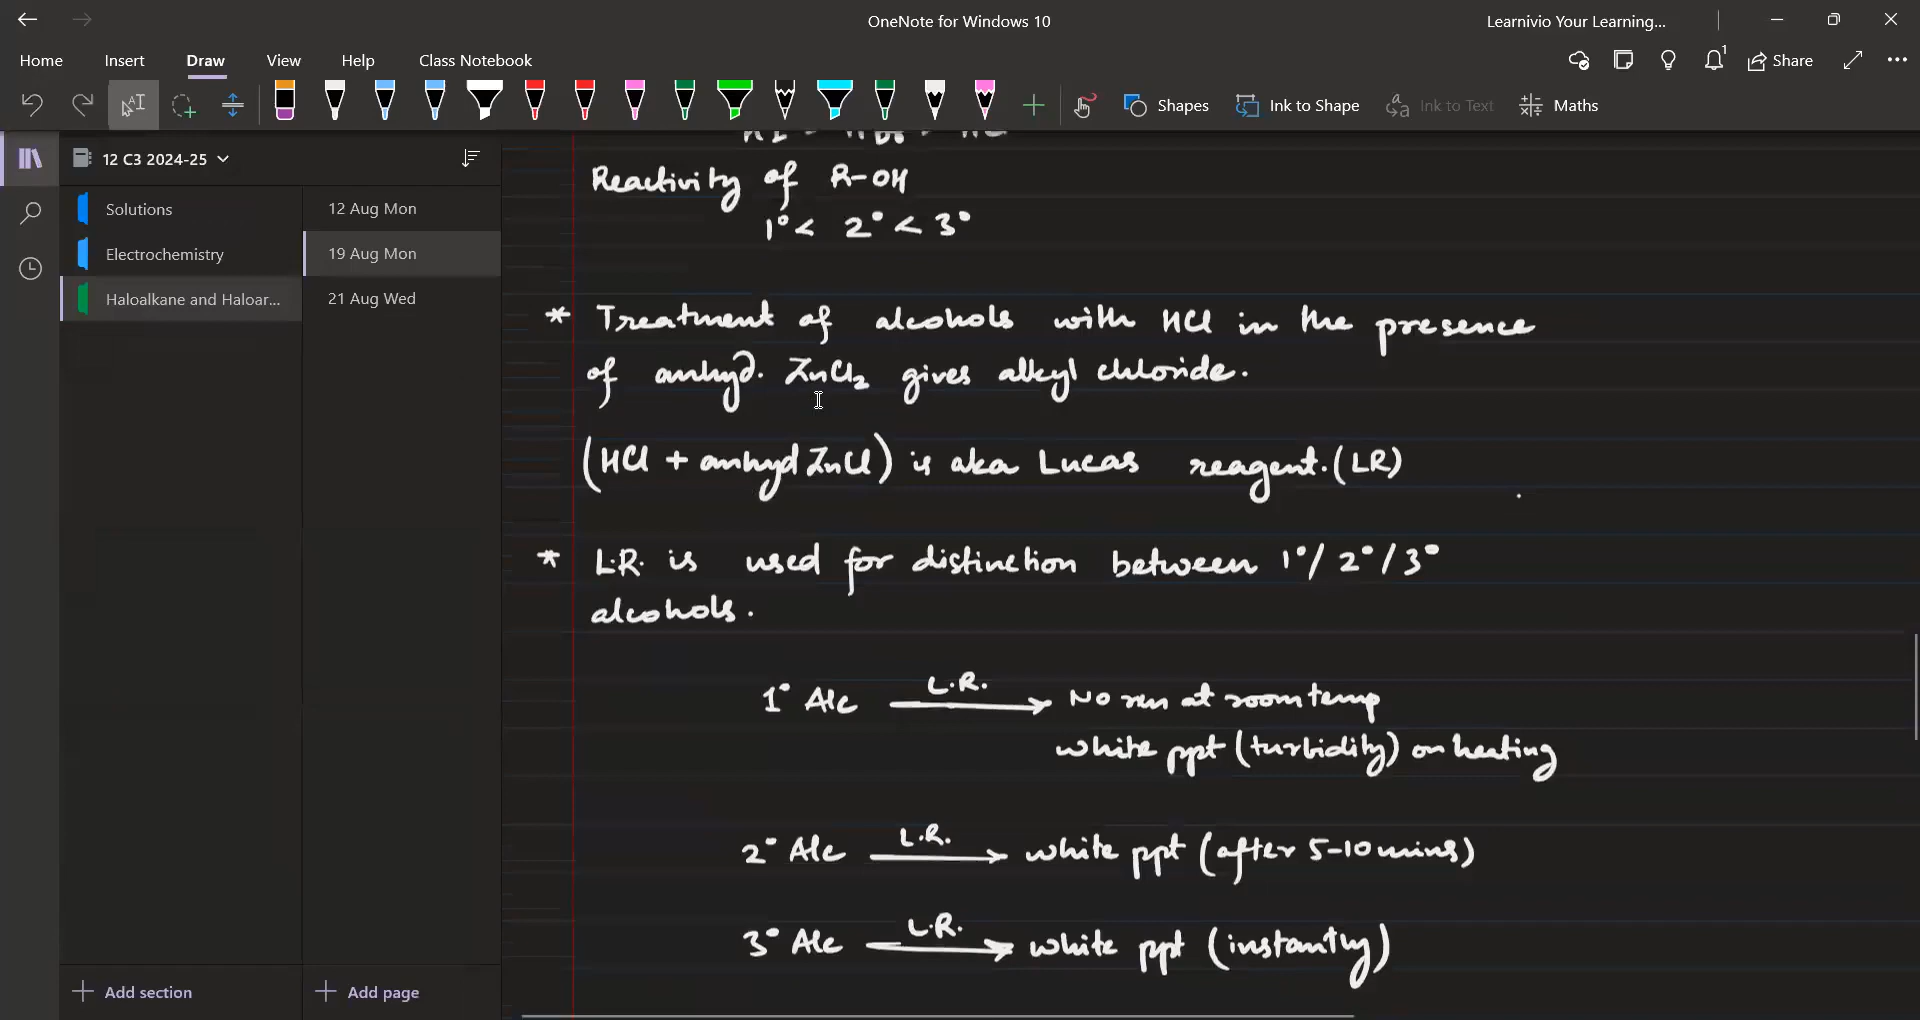 OneNote for Windows 10
Learnivio Your Learning...
Home Insert Draw View Help Class Notebook
1
Share
Shapes Ink to Shape Ink to Text Maths
12 C3 2024-25
Solutions
Electrochemistry
Haloalkane and Haloar...
12 Aug Mon
19 Aug Mon
21 Aug Wed
Reactivity of R-OH
1° < 2° < 3°
* Treatment of alcohols with HCl in the presence
of anhyd. ZnCl₂ gives alkyl chloride.
(HCl + anhyd ZnCl) is aka Lucas reagent. (LR)
* L.R. is used for distinction between 1°/2°/3°
alcohols.
L.R.
1° Alc ⟶ No rxn at room temp
white ppt (turbidity) on heating
L.R.
2° Alc ⟶ white ppt (after 5-10 mins)
L.R.
3° Alc ⟶ white ppt (instantly)
Add section
Add page